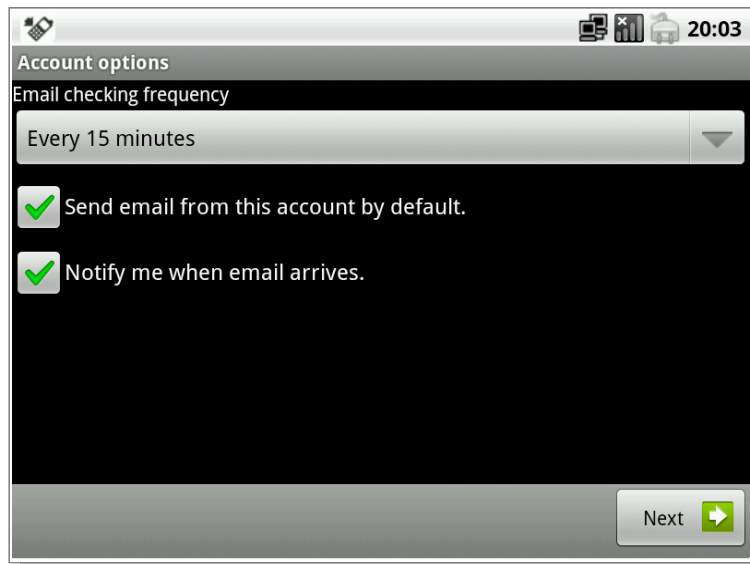 20:03
Account options
Email checking frequency
Every 15 minutes
Send email from this account by default.
Notify me when email arrives.
Next